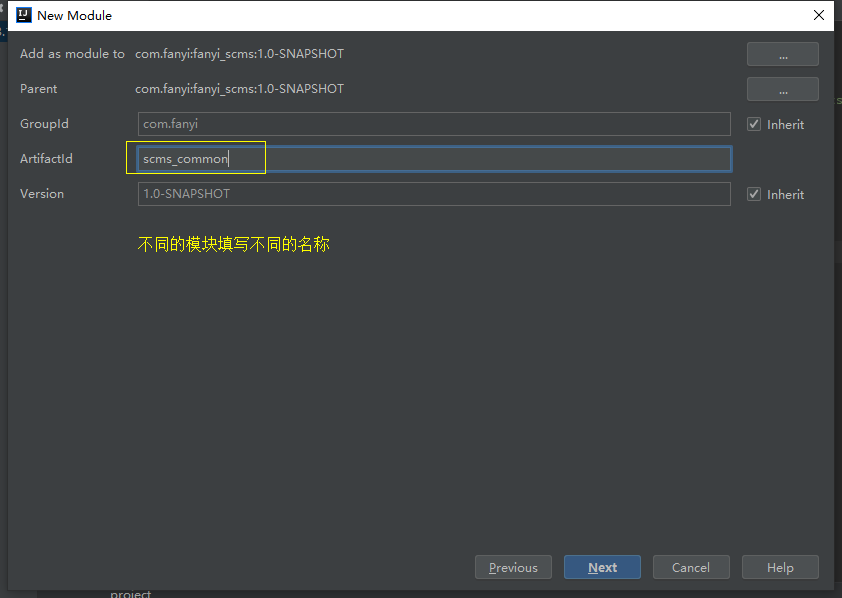 New Module
Add as module to com.fanyi:fanyi_scms:1.0-SNAPSHOT ...
Parent com.fanyi:fanyi_scms:1.0-SNAPSHOT ...
GroupId com.fanyi Inherit
ArtifactId scms_common
Version 1.0-SNAPSHOT Inherit
不同的模块填写不同的名称
Previous Next Cancel Help
project